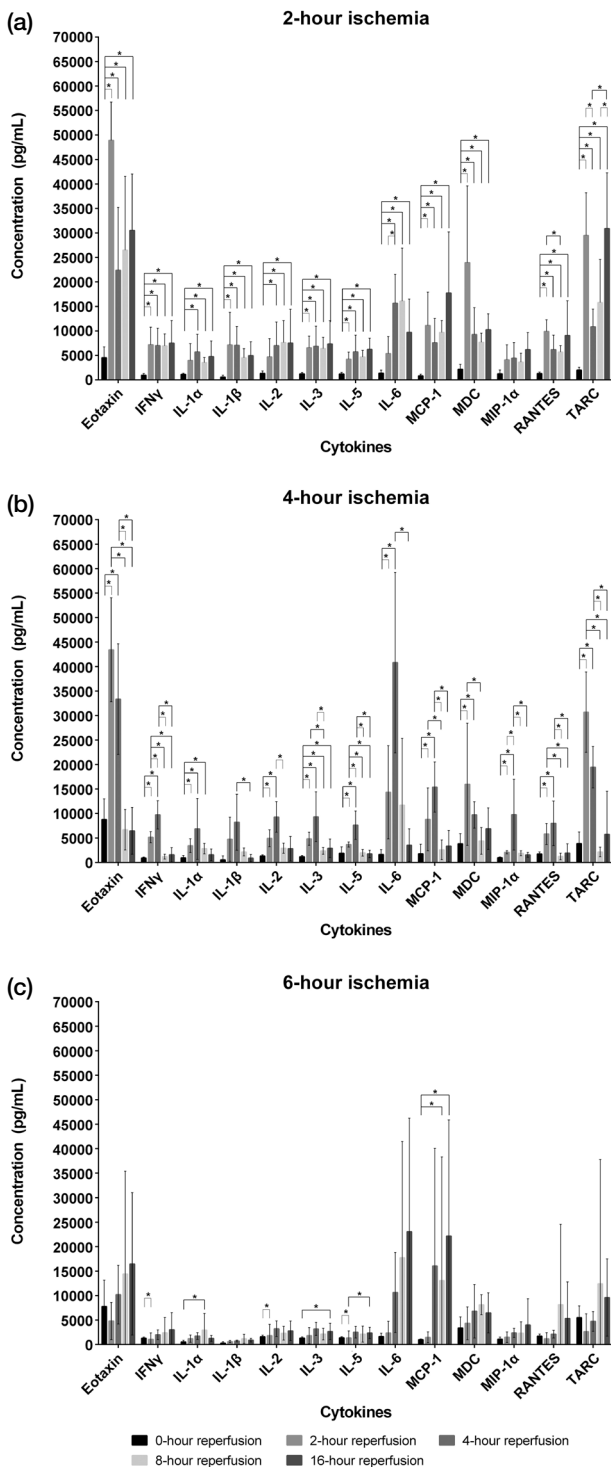 (a)
2-hour ischemia
Concentration (pg/mL)
70000
65000
60000
55000
50000
45000
40000
35000
30000
25000
20000
15000
10000
5000
0
Eotaxin
IFNγ
IL-1α
IL-1β
IL-2
IL-3
IL-5
IL-6
MCP-1
MDC
MIP-1α
RANTES
TARC
Cytokines
(b)
4-hour ischemia
Concentration (pg/mL)
70000
65000
60000
55000
50000
45000
40000
35000
30000
25000
20000
15000
10000
5000
0
Eotaxin
IFNγ
IL-1α
IL-1β
IL-2
IL-3
IL-5
IL-6
MCP-1
MDC
MIP-1α
RANTES
TARC
Cytokines
(c)
6-hour ischemia
Concentration (pg/mL)
70000
65000
60000
55000
50000
45000
40000
35000
30000
25000
20000
15000
10000
5000
0
Eotaxin
IFNγ
IL-1α
IL-1β
IL-2
IL-3
IL-5
IL-6
MCP-1
MDC
MIP-1α
RANTES
TARC
Cytokines
0-hour reperfusion
2-hour reperfusion
4-hour reperfusion
8-hour reperfusion
16-hour reperfusion